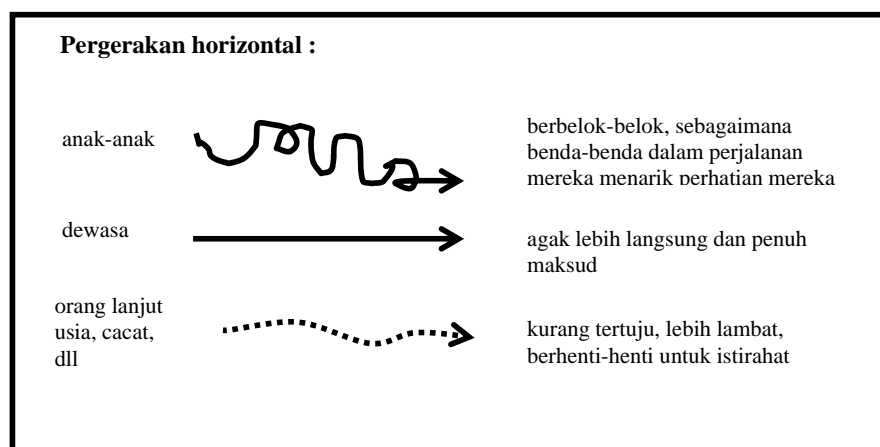 Pergerakan horizontal :
anak-anak
berbelok-belok, sebagaimana
benda-benda dalam perjalanan
mereka menarik perhatian mereka
dewasa
agak lebih langsung dan penuh
maksud
orang lanjut
usia, cacat,
dll
kurang tertuju, lebih lambat,
berhenti-henti untuk istirahat